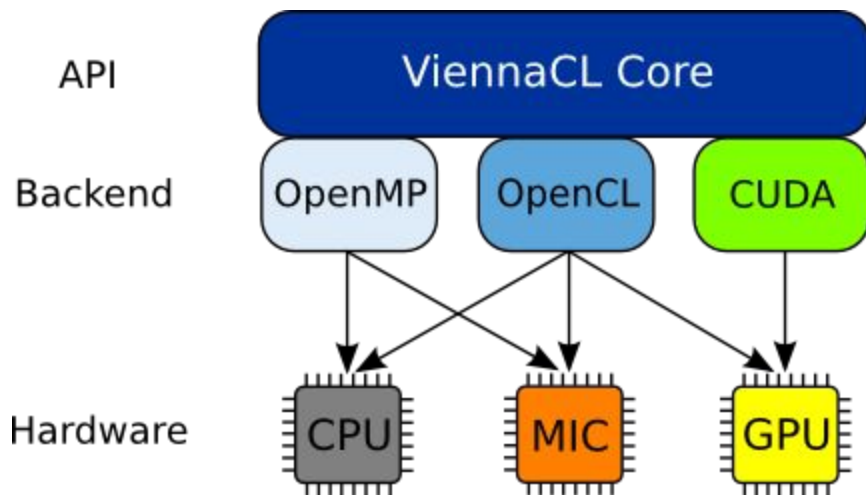 API
ViennaCL Core
Backend
OpenMP
OpenCL
CUDA
Hardware
CPU
MIC
GPU